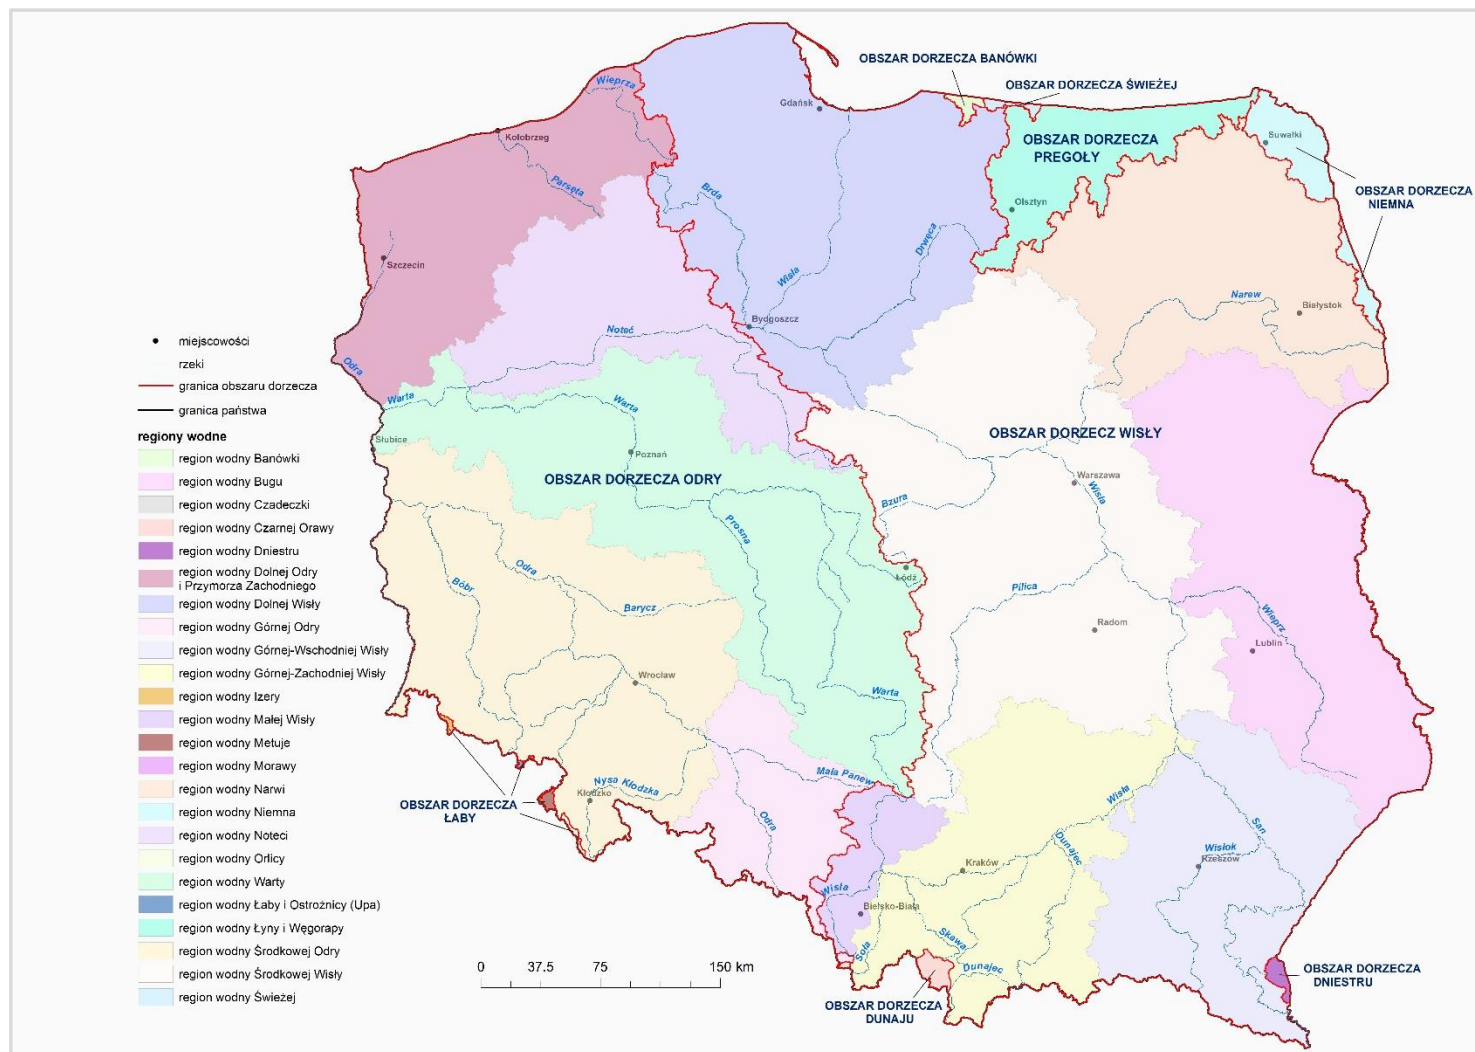 OBSZAR DORZECZA BANÓWKI
OBSZAR DORZECZA ŚWIEŻEJ
Wieprza
Gdańsk
Kołobrzeg
Suwałki
OBSZAR DORZECZA
PREGOŁY
Parsęta
Brda
OBSZAR DORZECZA
NIEMNA
Olsztyn
Drwęca
Szczecin
Wisła
Narew
Białystok
Bydgoszcz
Noteć
Odra
Warta
Warta
OBSZAR DORZECZ WISŁY
Słubice
Poznań
OBSZAR DORZECZA ODRY
Warszawa
Wisła
Bzura
Prosna
Łódź
Odra
Bóbr
Barycz
Pilica
Wieprz
Radom
Lublin
Wrocław
Warta
Mała Panew
Nysa Kłodzka
Kłodzko
OBSZAR DORZECZA
ŁABY
Odra
Wisła
San
Dunajec
Wisłok
Rzeszów
Kraków
Wisła
Bielsko-Biała
Skawa
Soła
Dunajec
OBSZAR DORZECZA
DUNAJU
OBSZAR DORZECZA
DNIESTRU
miejscowości
rzeki
granica obszaru dorzecza
granica państwa
regiony wodne
region wodny Banówki
region wodny Bugu
region wodny Czadeczki
region wodny Czarnej Orawy
region wodny Dniestru
region wodny Dolnej Odry
i Przymorza Zachodniego
region wodny Dolnej Wisły
region wodny Górnej Odry
region wodny Górnej-Wschodniej Wisły
region wodny Górnej-Zachodniej Wisły
region wodny Izery
region wodny Małej Wisły
region wodny Metuje
region wodny Morawy
region wodny Narwi
region wodny Niemna
region wodny Noteci
region wodny Orlicy
region wodny Warty
region wodny Łaby i Ostrożnicy (Upa)
region wodny Łyny i Węgorapy
region wodny Środkowej Odry
region wodny Środkowej Wisły
region wodny Świeżej
0 37.5 75 150 km